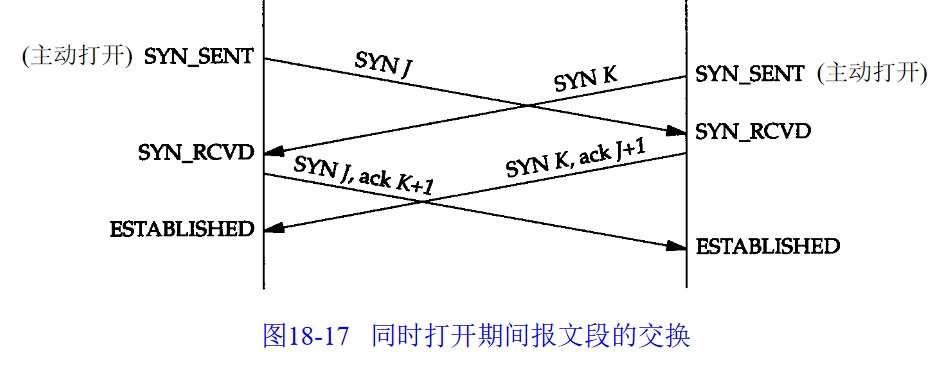 (主动打开) SYN_SENT
SYN J
SYN K
SYN_SENT (主动打开)
SYN_RCVD
SYN_RCVD
SYN J, ack K+1
SYN K, ack J+1
ESTABLISHED
ESTABLISHED
图18-17 同时打开期间报文段的交换